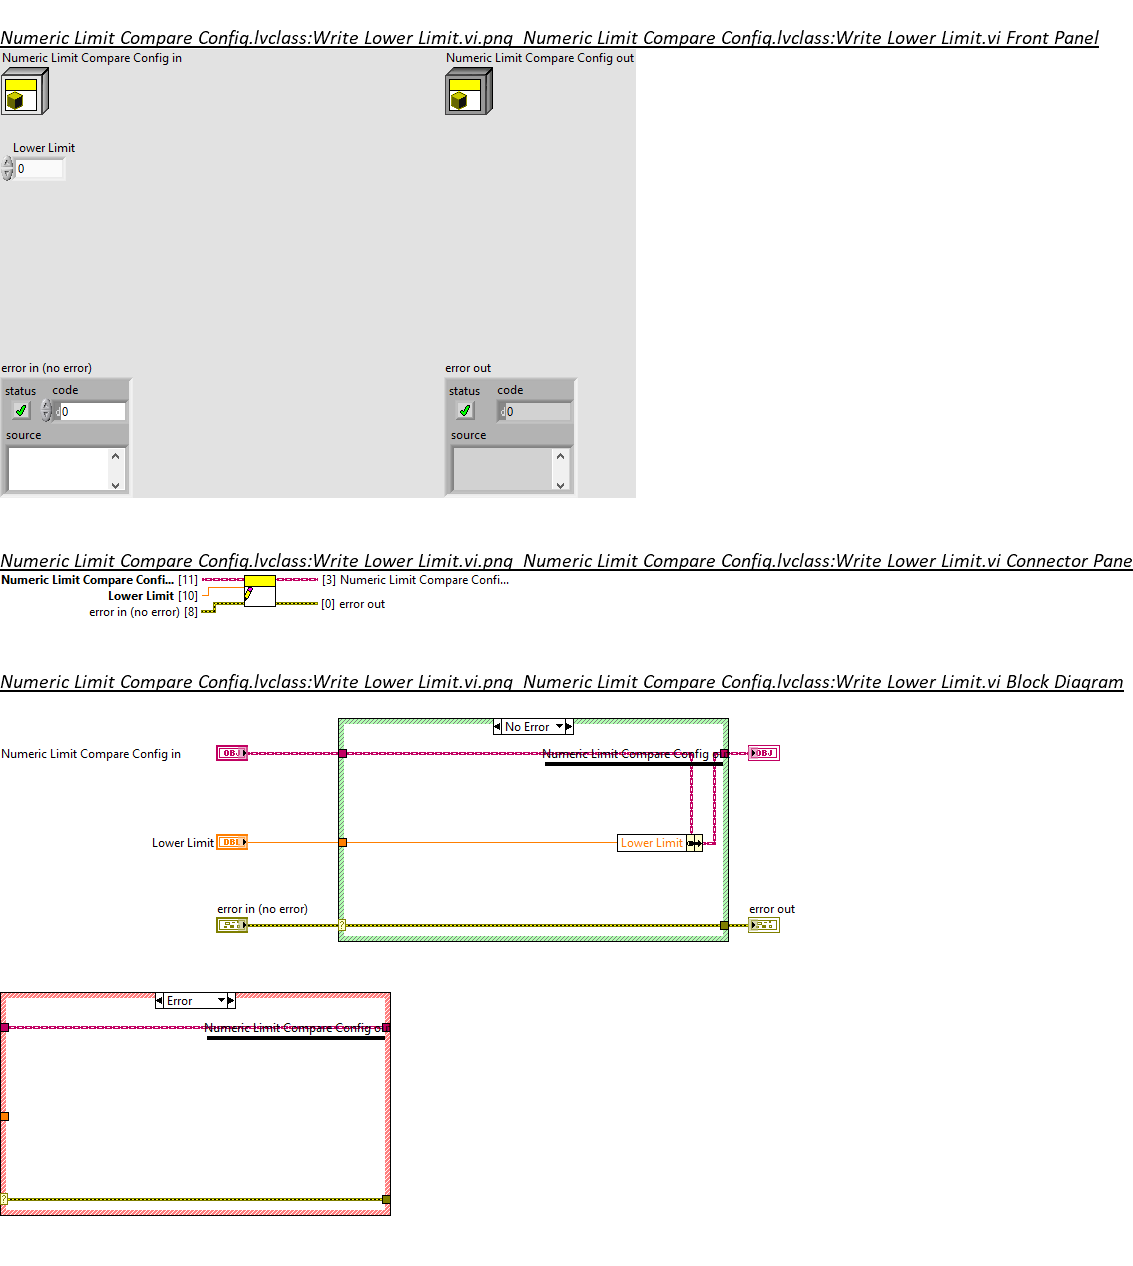 Numeric Limit Compare Config.lvclass:Write Lower Limit.vi.png  Numeric Limit Compare Config.lvclass:Write Lower Limit.vi Front Panel
Numeric Limit Compare Config in
Numeric Limit Compare Config out
Lower Limit
0
error in (no error)
error out
status code
status code
d 0
d 0
source
source
Numeric Limit Compare Config.lvclass:Write Lower Limit.vi.png  Numeric Limit Compare Config.lvclass:Write Lower Limit.vi Connector Pane
Numeric Limit Compare Confi... [11]
[3] Numeric Limit Compare Confi...
Lower Limit [10]
error in (no error) [8]
[0] error out
Numeric Limit Compare Config.lvclass:Write Lower Limit.vi.png  Numeric Limit Compare Config.lvclass:Write Lower Limit.vi Block Diagram
No Error
Numeric Limit Compare Config in
OBJ
Numeric Limit Compare Config out
OBJ
Lower Limit
DBL
Lower Limit
error in (no error)
error out
?
Error
Numeric Limit Compare Config out
?